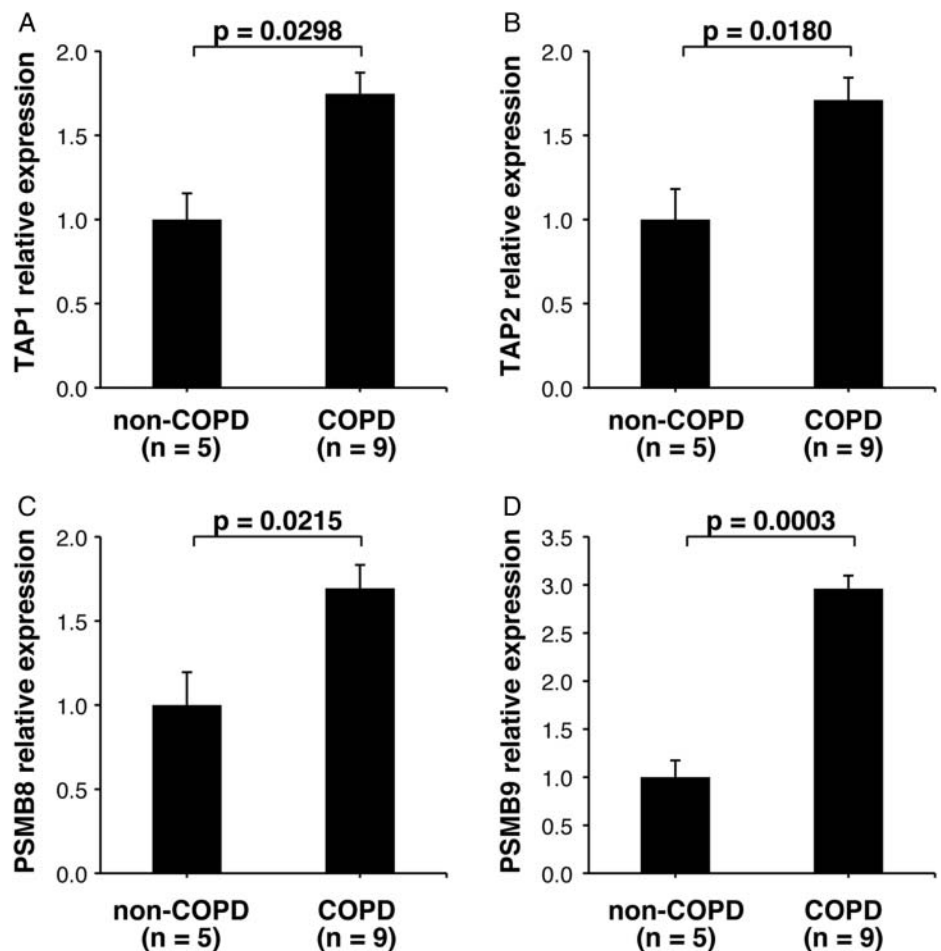 A
p = 0.0298
TAP1 relative expression
2.0
1.5
1.0
0.5
0.0
non-COPD
(n = 5)
COPD
(n = 9)
B
p = 0.0180
TAP2 relative expression
2.0
1.5
1.0
0.5
0.0
non-COPD
(n = 5)
COPD
(n = 9)
C
p = 0.0215
PSMB8 relative expression
2.0
1.5
1.0
0.5
0.0
non-COPD
(n = 5)
COPD
(n = 9)
D
p = 0.0003
PSMB9 relative expression
3.5
3.0
2.5
3.0
1.5
1.0
0.5
0.0
non-COPD
(n = 5)
COPD
(n = 9)